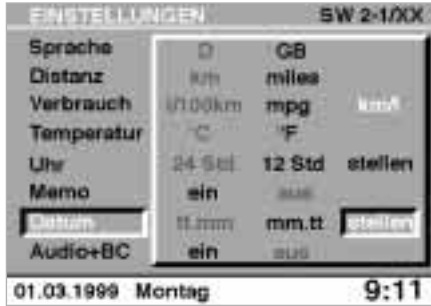 EINSTELLUNGEN SW 2-1/XX
Sprache D GB
Distanz km miles
Verbrauch l/100km mpg km/l
Temperatur °C °F
Uhr 24 Std 12 Std stellen
Memo ein aus
Datum tt.mm mm.tt stellen
Audio+BC ein aus
01.03.1999 Montag 9:11